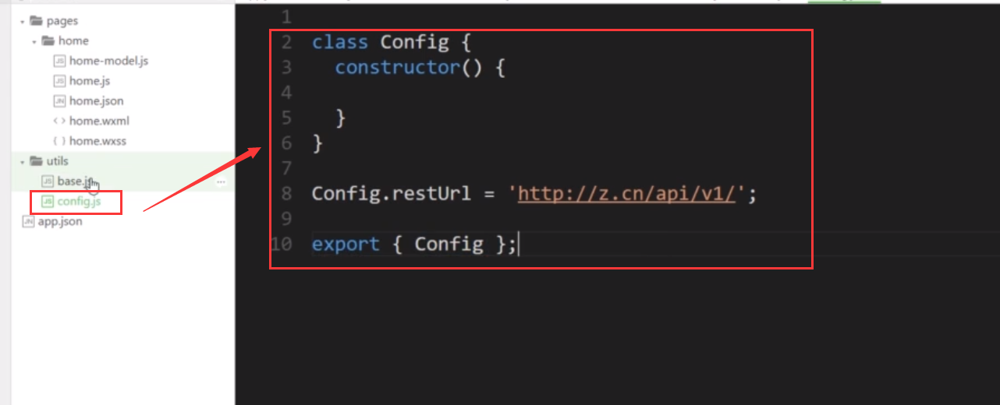 pages
home
home-model.js
home.js
home.json
home.wxml
home.wxss
utils
config.js
app.json
1
2 class Config {
3 constructor() {
4
5 }
6 }
7
8 Config.restUrl = 'http://z.cn/api/v1/';
9
10 export { Config };